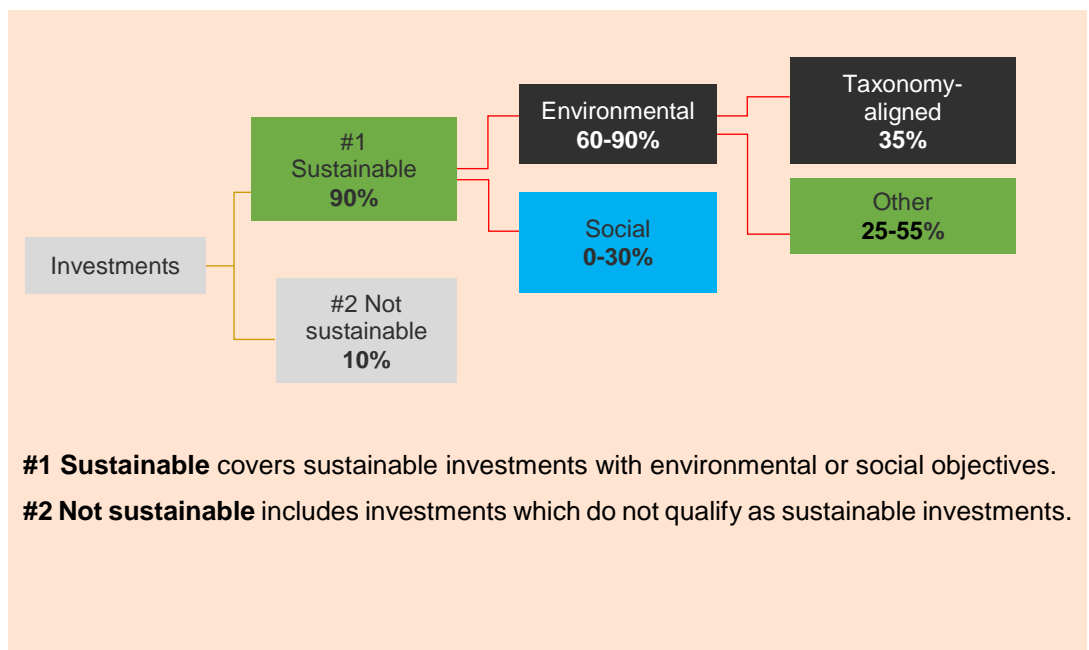 Taxonomy-
aligned
35%
Environmental
60-90%
#1
Sustainable
90%
Other
25-55%
Social
0-30%
Investments
#2 Not
sustainable
10%
#1 Sustainable covers sustainable investments with environmental or social objectives.
#2 Not sustainable includes investments which do not qualify as sustainable investments.